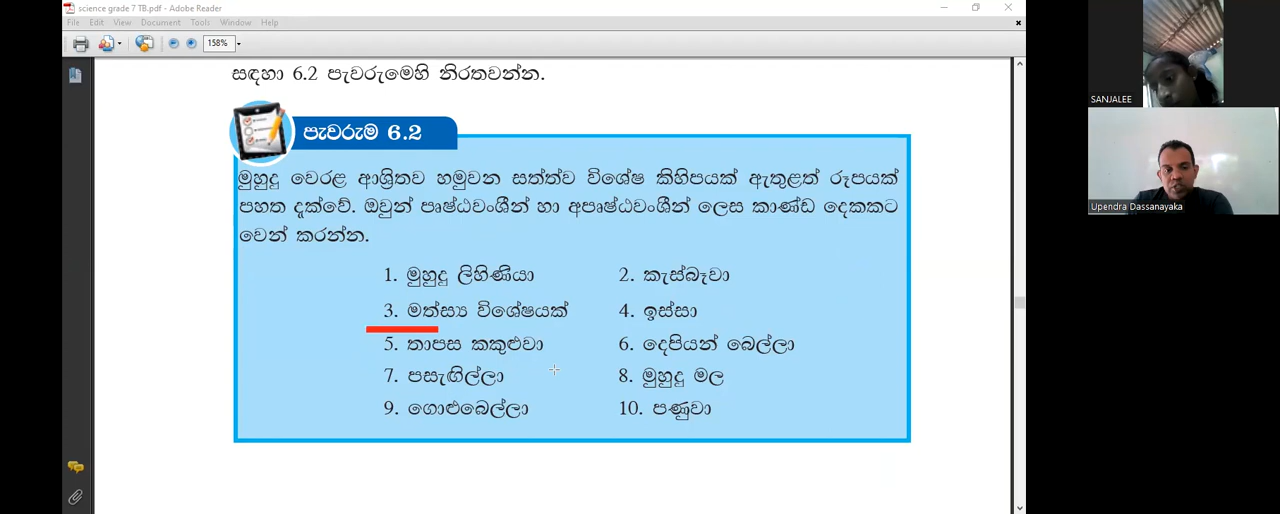 science grade 7 TB.pdf - Adobe Reader
File Edit View Document Tools Window Help
158%
සඳහා 6.2 පැවරුමෙහි නිරතවන්න.
පැවරුම 6.2
මුහුදු වෙරළ ආශ්‍රිතව හමුවන සත්ත්ව විශේෂ කිහිපයක් ඇතුළත් රූපයක්
පහත දැක්වේ. ඔවුන් පෘෂ්ඨවංශීන් හා අපෘෂ්ඨවංශීන් ලෙස කාණ්ඩ දෙකකට
වෙන් කරන්න.
1. මුහුදු ලිහිණියා 2. කැස්බෑවා
3. මත්ස්‍ය විශේෂයක් 4. ඉස්සා
5. තාපස කකුළුවා 6. දෙපියන් බෙල්ලා
7. පසැඟිල්ලා 8. මුහුදු මල
9. ගොළුබෙල්ලා 10. පණුවා
SANJALEE
Upendra Dassanayaka